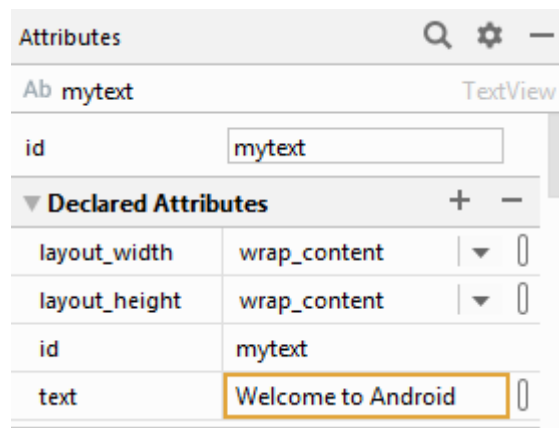 Attributes
Ab mytext TextView
id mytext
Declared Attributes
layout_width wrap_content
layout_height wrap_content
id mytext
text Welcome to Android